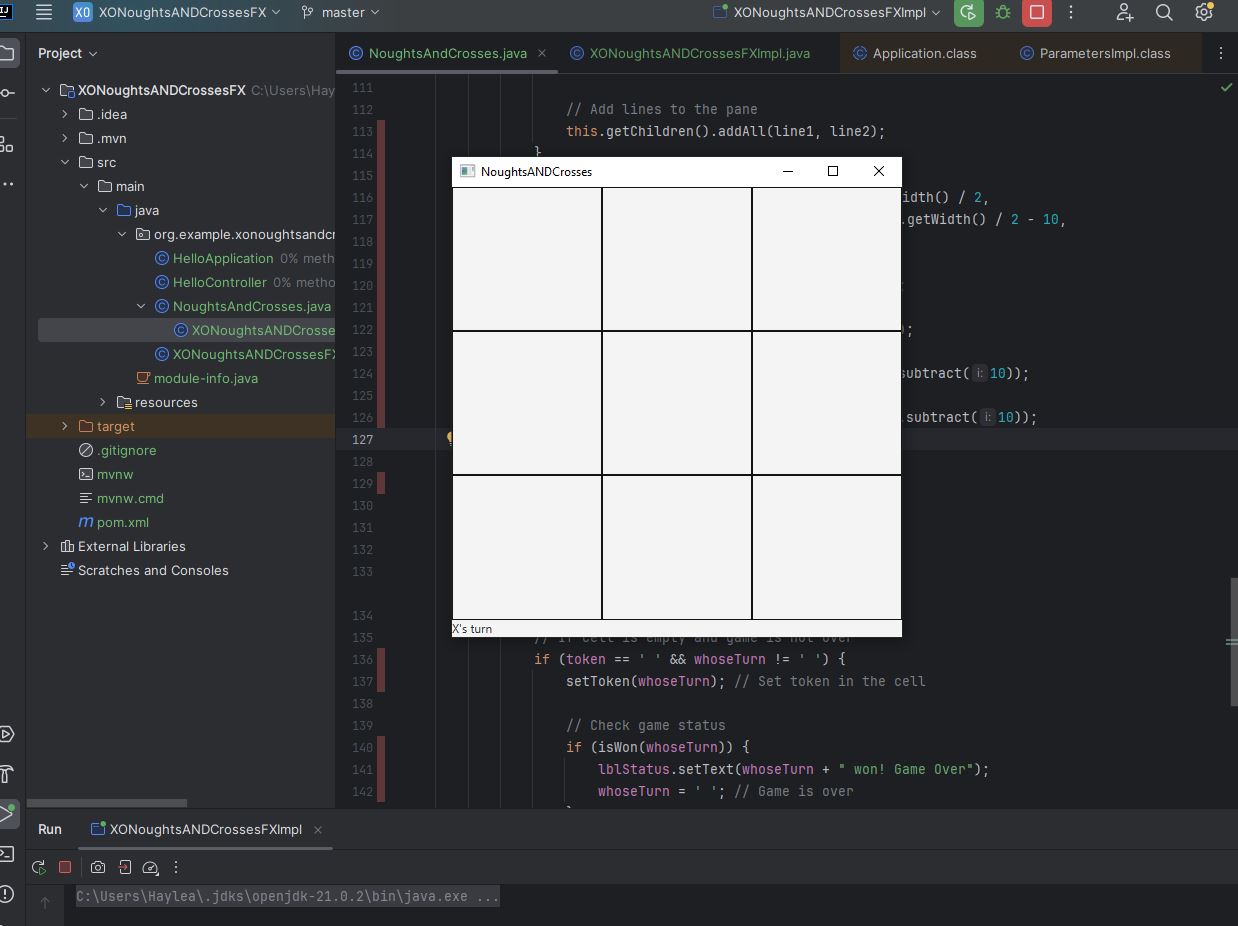 XO XONoughtsANDCrossesFX master XONoughtsANDCrossesFXImpl
Project
XONoughtsANDCrossesFX C:\Users\Hay
.idea
.mvn
src
main
java
org.example.xonoughtsandcr
HelloApplication 0% meth
HelloController 0% metho
NoughtsAndCrosses.java
XONoughtsANDCrosse
XONoughtsANDCrossesFX
module-info.java
resources
target
.gitignore
mvnw
mvnw.cmd
pom.xml
External Libraries
Scratches and Consoles
NoughtsAndCrosses.java XONoughtsANDCrossesFXImpl.java Application.class ParametersImpl.class
111
112 // Add lines to the pane
113 this.getChildren().addAll(line1, line2);
114 }
115
116 idth() / 2,
117 .getWidth() / 2 - 10,
118
119
120 ;
121
122 );
123
124 subtract( i: 10));
125
126 .subtract( i: 10));
127
128
129
130
131
132
133
134
135 // If cell is empty and game is not over
136 if (token == ' ' && whoseTurn != ' ') {
137 setToken(whoseTurn); // Set token in the cell
138
139 // Check game status
140 if (isWon(whoseTurn)) {
141 lblStatus.setText(whoseTurn + " won! Game Over");
142 whoseTurn = ' '; // Game is over
NoughtsANDCrosses
X's turn
Run XONoughtsANDCrossesFXImpl
C:\Users\Haylea\.jdks\openjdk-21.0.2\bin\java.exe ...